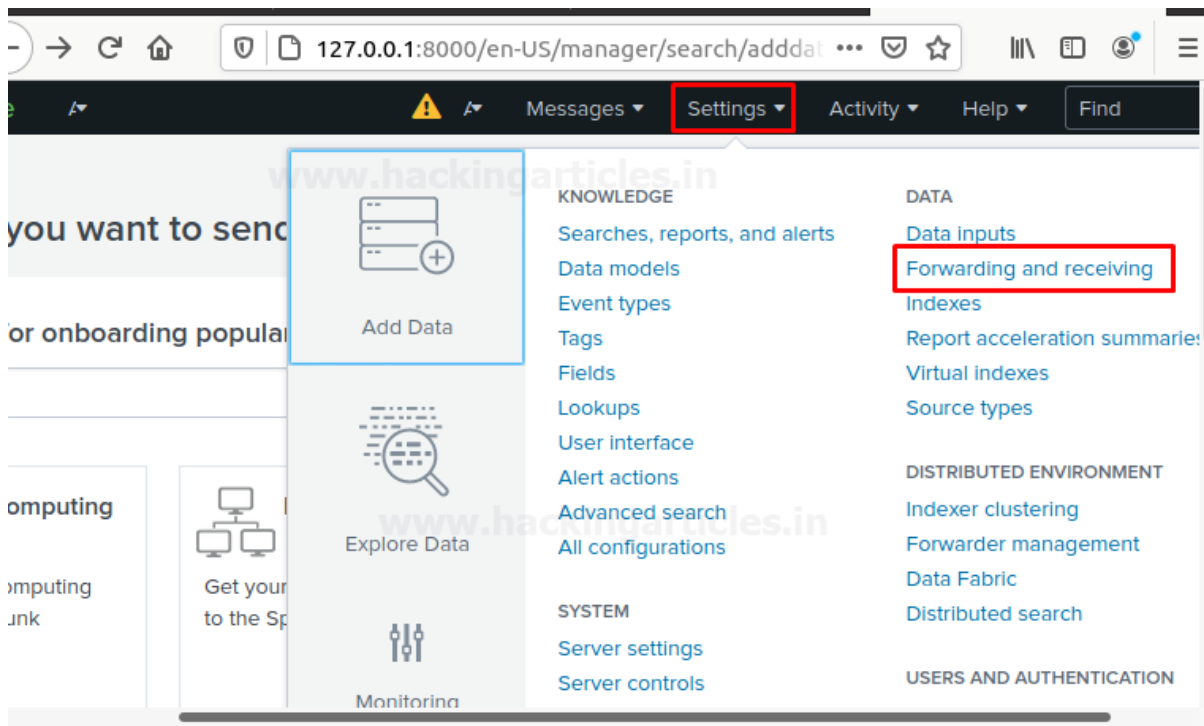 127.0.0.1:8000/en-US/manager/search/adddat
Messages Settings Activity Help Find
www.hackingarticles.in
you want to send
for onboarding popular
omputing
omputing
unk
Get your
to the Sp
Add Data
Explore Data
Monitoring
www.hackingarticles.in
KNOWLEDGE
Searches, reports, and alerts
Data models
Event types
Tags
Fields
Lookups
User interface
Alert actions
Advanced search
All configurations
SYSTEM
Server settings
Server controls
DATA
Data inputs
Forwarding and receiving
Indexes
Report acceleration summaries
Virtual indexes
Source types
DISTRIBUTED ENVIRONMENT
Indexer clustering
Forwarder management
Data Fabric
Distributed search
USERS AND AUTHENTICATION